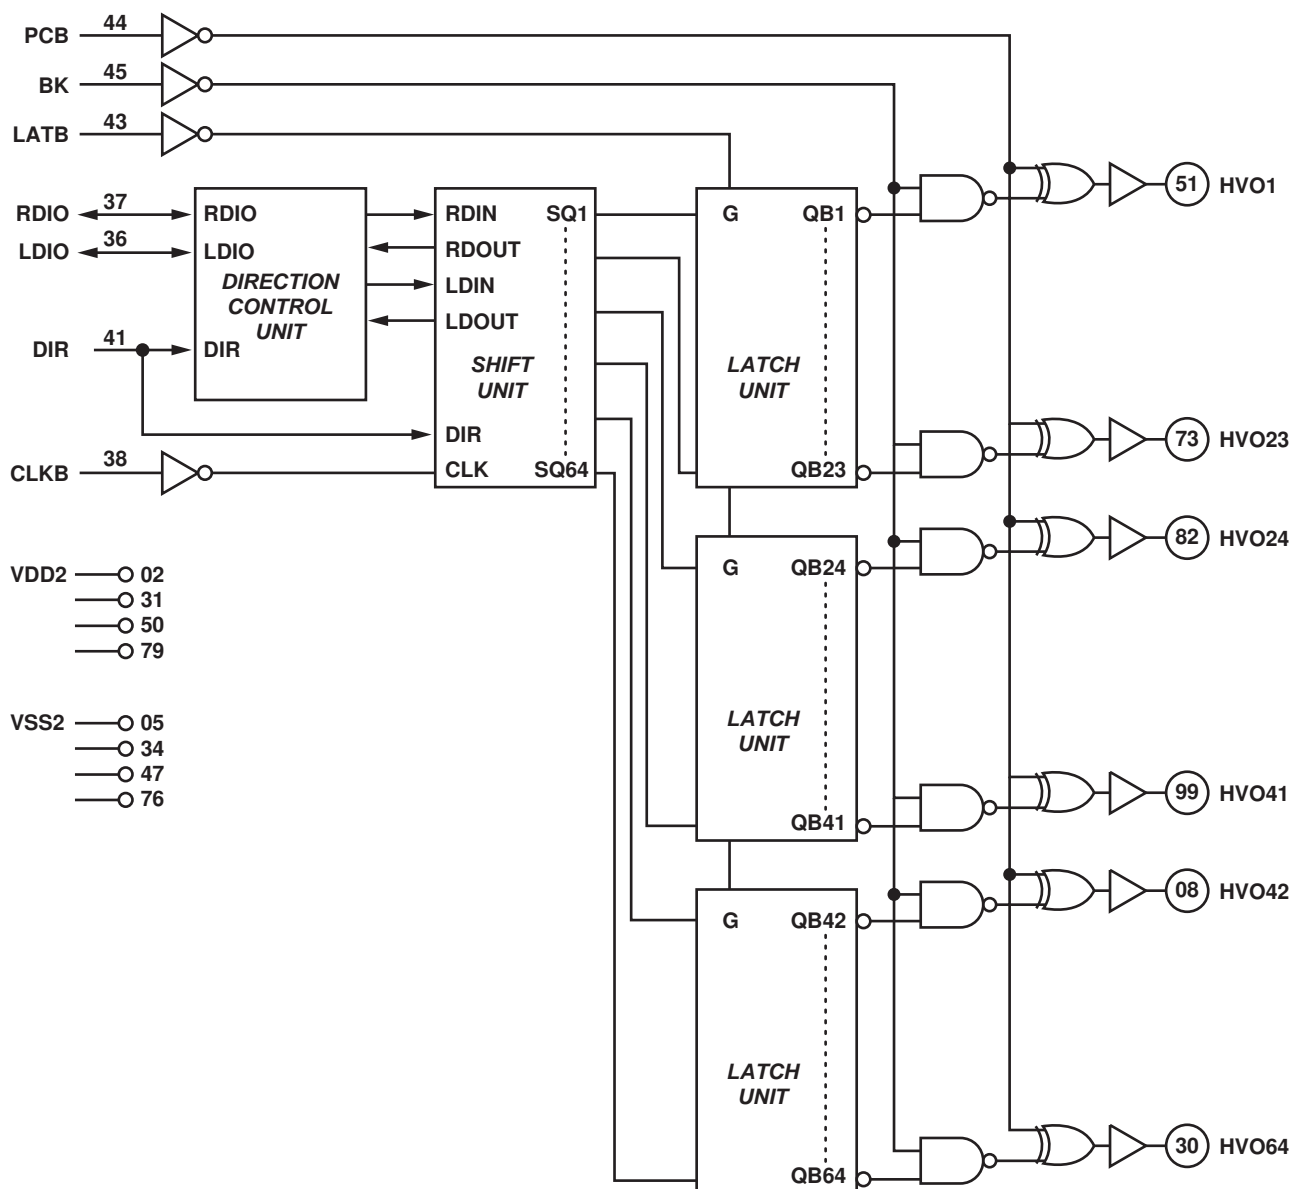 PCB 44
BK 45
LATB 43
RDIO 37
LDIO 36
DIR 41
CLKB 38
RDIO
LDIO
DIRECTION
CONTROL
UNIT
DIR
RDIN
RDOUT
LDIN
LDOUT
SHIFT
UNIT
DIR
CLK
SQ1
SQ64
G QB1
LATCH
UNIT
QB23
G QB24
LATCH
UNIT
QB41
G QB42
LATCH
UNIT
QB64
51 HVO1
73 HVO23
82 HVO24
99 HVO41
08 HVO42
30 HVO64
VDD2 02
31
50
79
VSS2 05
34
47
76